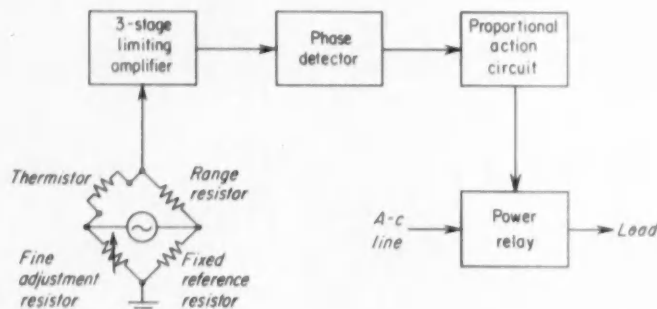 3-stage
limiting
amplifier
Phase
detector
Proportional
action
circuit
Thermistor
Range
resistor
A-c
line
Power
relay
Load
Fine
adjustment
resistor
Fixed
reference
resistor